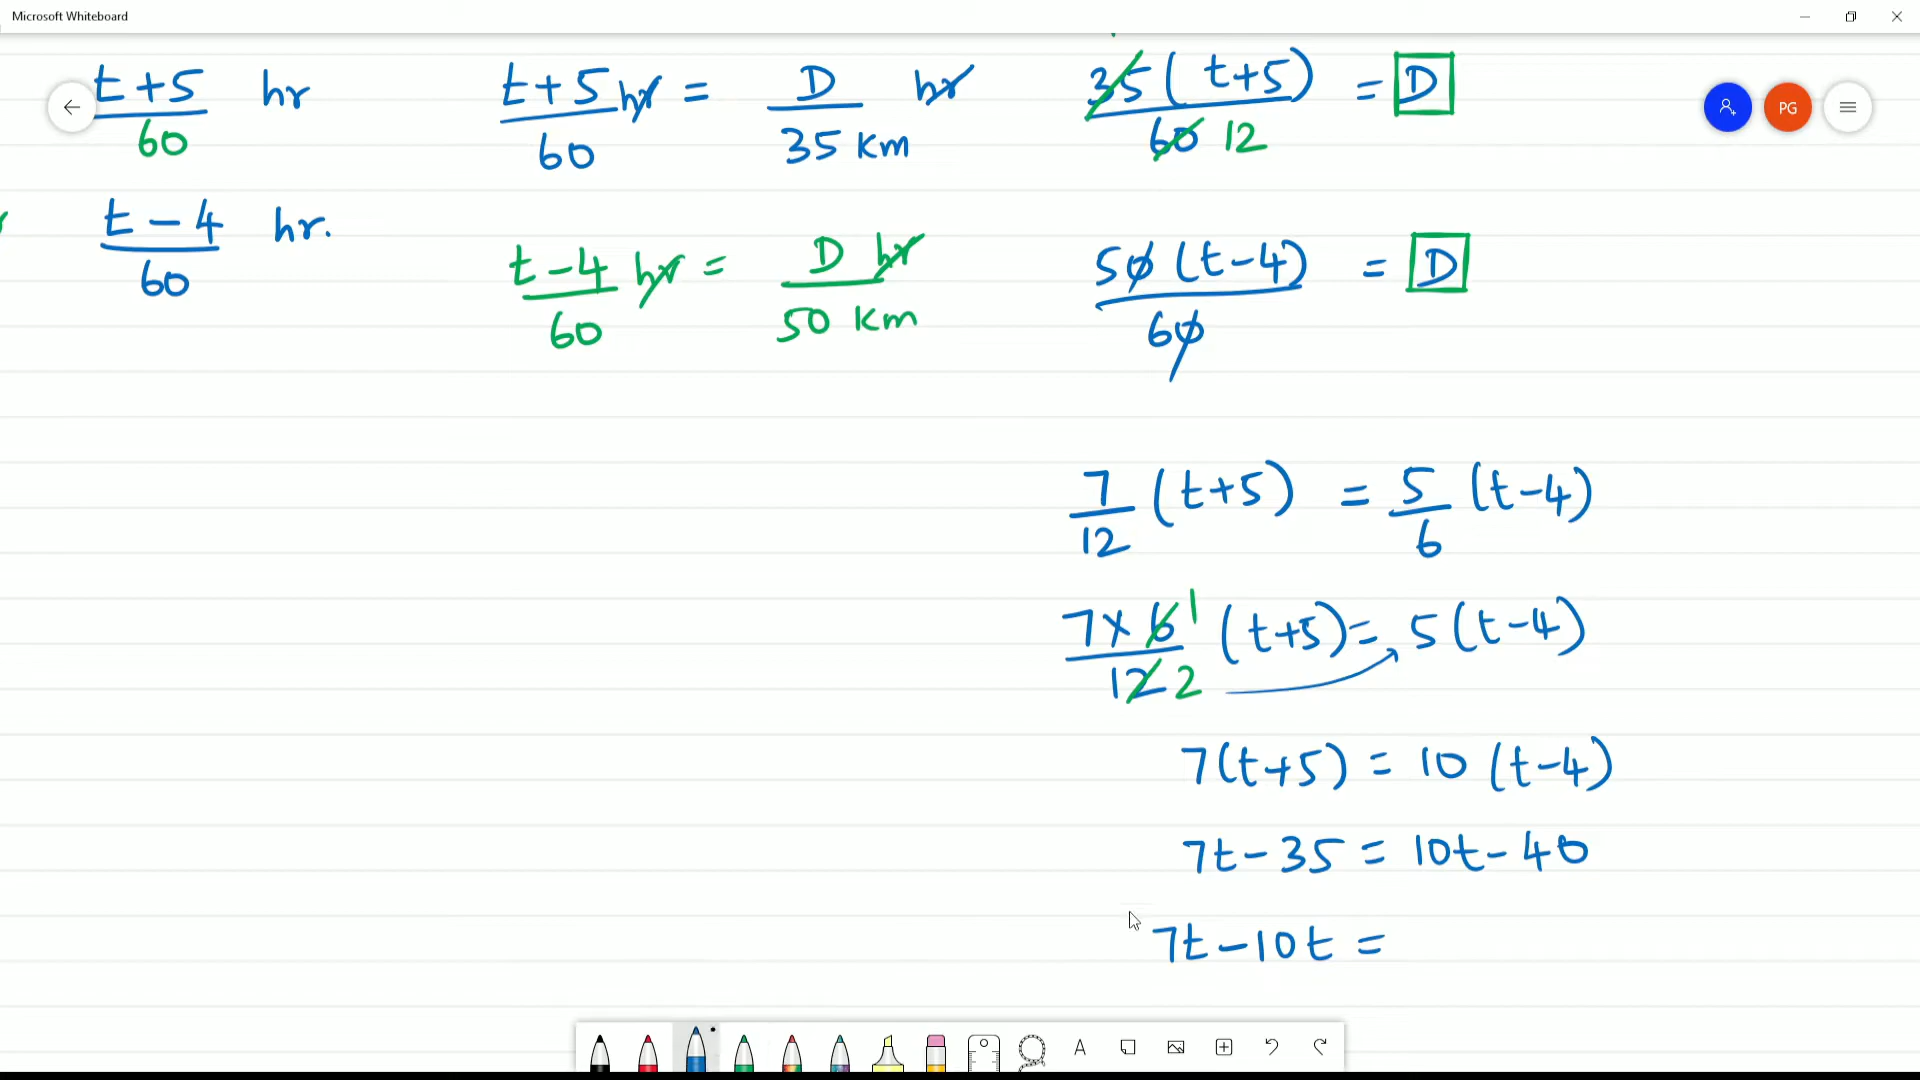 Microsoft Whiteboard
t+5/60 hr
t+5/60 hr = D/35 Km hr
35(t+5)/60 12 = D
PG
t-4/60 hr.
t-4/60 hr = D hr/50 Km
50(t-4)/60 = D
7/12 (t+5) = 5/6 (t-4)
7×6 1/12 2 (t+5) = 5(t-4)
7(t+5) = 10(t-4)
7t-35 = 10t-40
7t-10t =
A